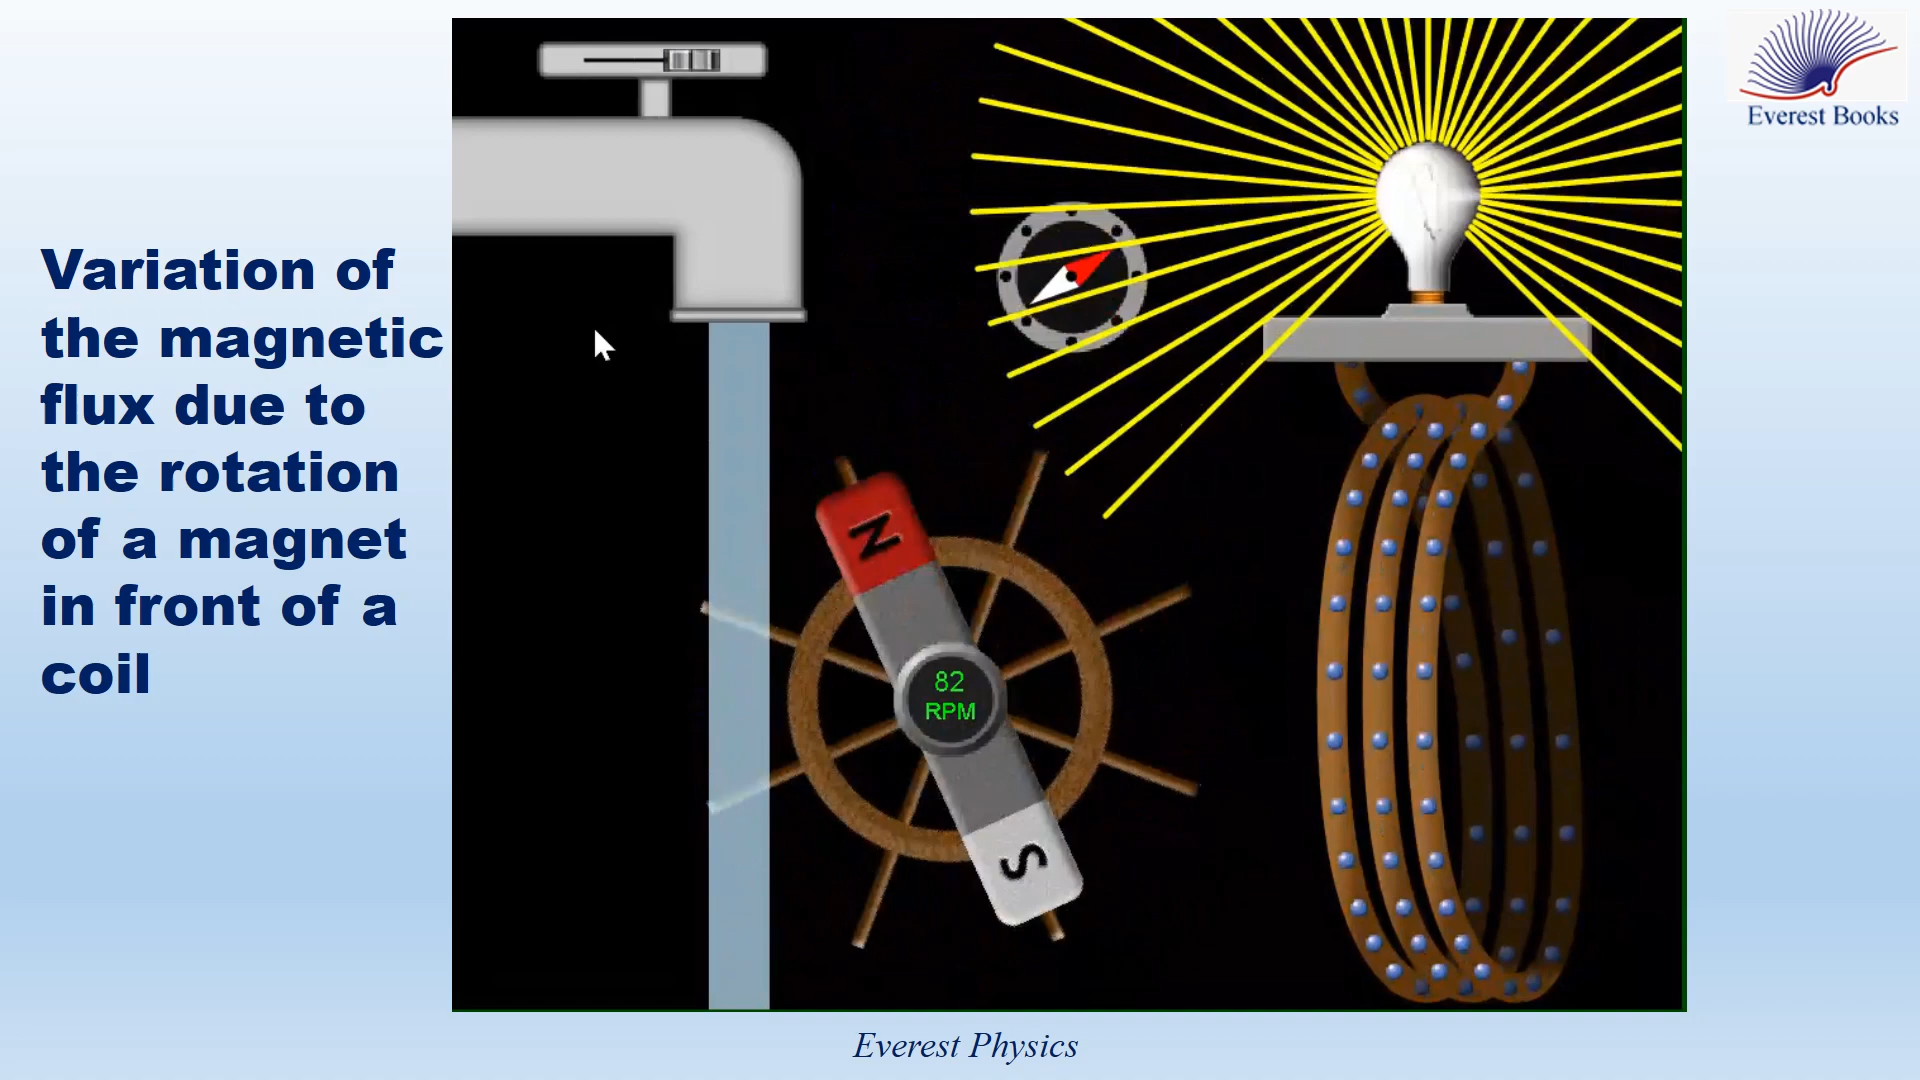 Variation of
the magnetic
flux due to
the rotation
of a magnet
in front of a
coil
N
82
RPM
S
Everest Books
Everest Physics